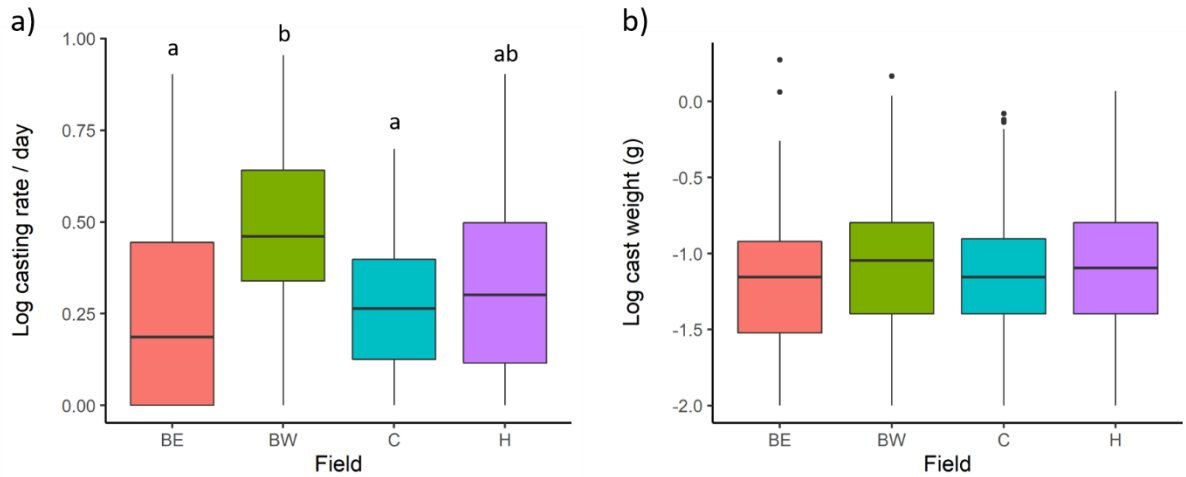 a)
Log casting rate / day
1.00
0.75
0.50
0.25
0.00
a
b
a
ab
BE BW C H
Field
b)
Log cast weight (g)
0.0
-0.5
-1.0
-1.5
-2.0
BE BW C H
Field